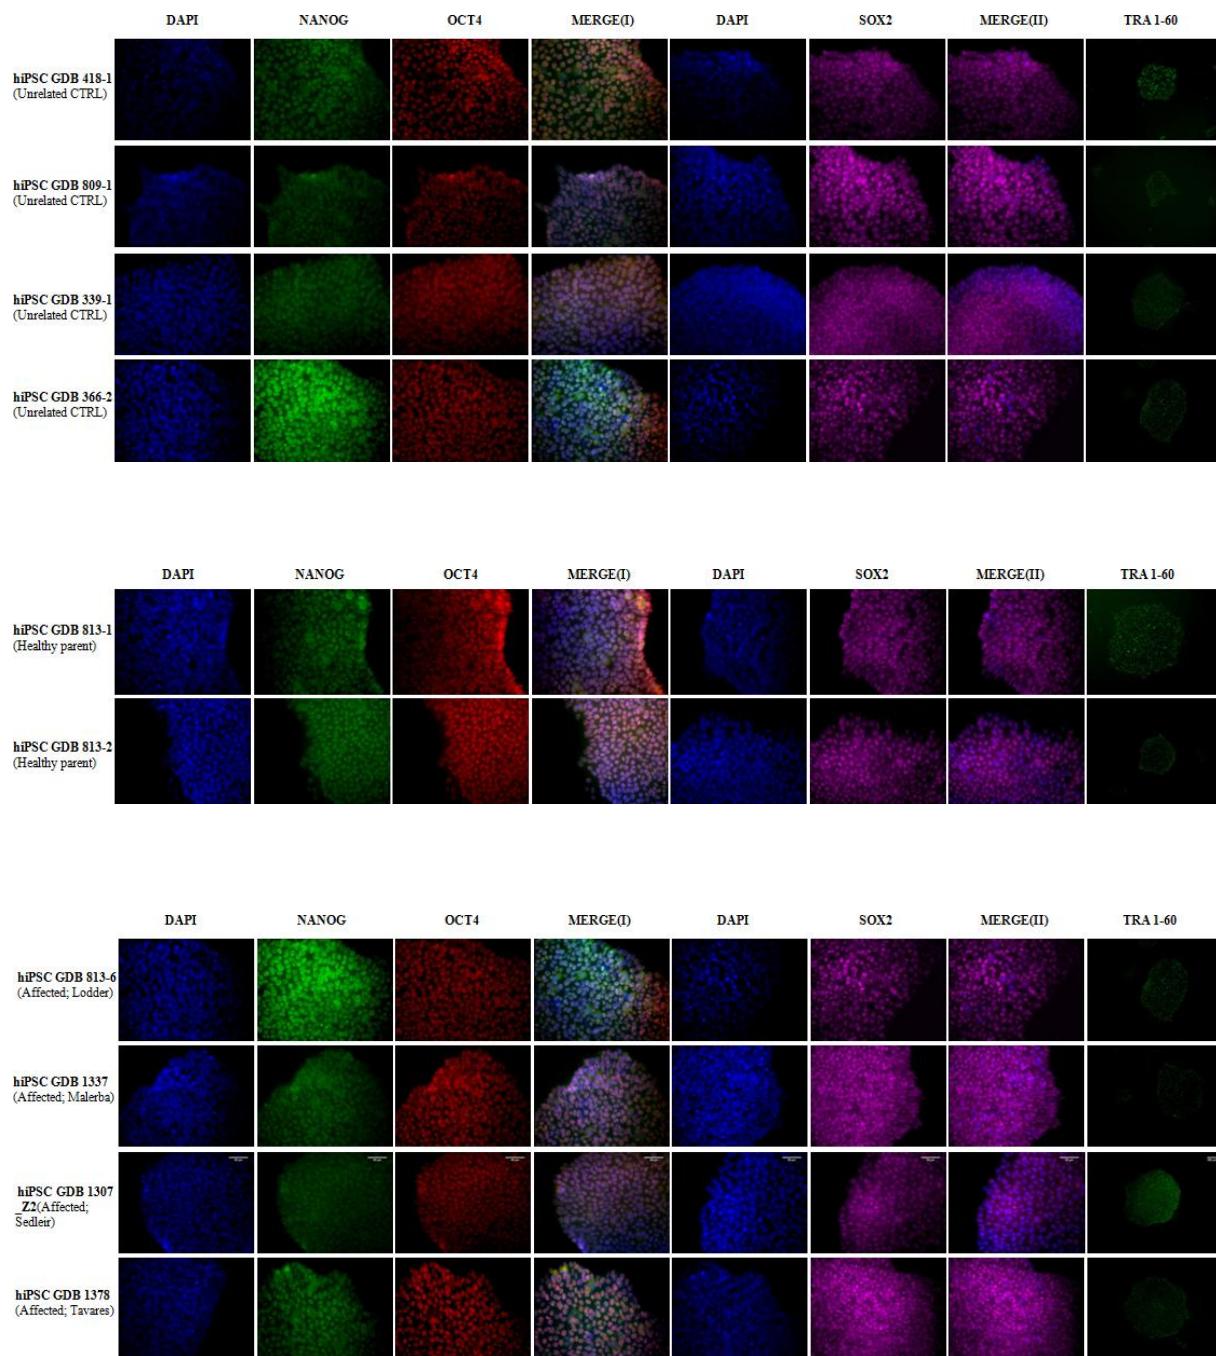 DAPI NANOG OCT4 MERGE(I) DAPI SOX2 MERGE(II) TRA 1-60
hiPSC GDB 418-1
(Unrelated CTRL)
hiPSC GDB 809-1
(Unrelated CTRL)
hiPSC GDB 339-1
(Unrelated CTRL)
hiPSC GDB 366-2
(Unrelated CTRL)
DAPI NANOG OCT4 MERGE(I) DAPI SOX2 MERGE(II) TRA 1-60
hiPSC GDB 813-1
(Healthy parent)
hiPSC GDB 813-2
(Healthy parent)
DAPI NANOG OCT4 MERGE(I) DAPI SOX2 MERGE(II) TRA 1-60
hiPSC GDB 813-6
(Affected; Lodder)
hiPSC GDB 1337
(Affected; Malerba)
hiPSC GDB 1307
_Z2(Affected;
Sedleir)
hiPSC GDB 1378
(Affected; Tavares)